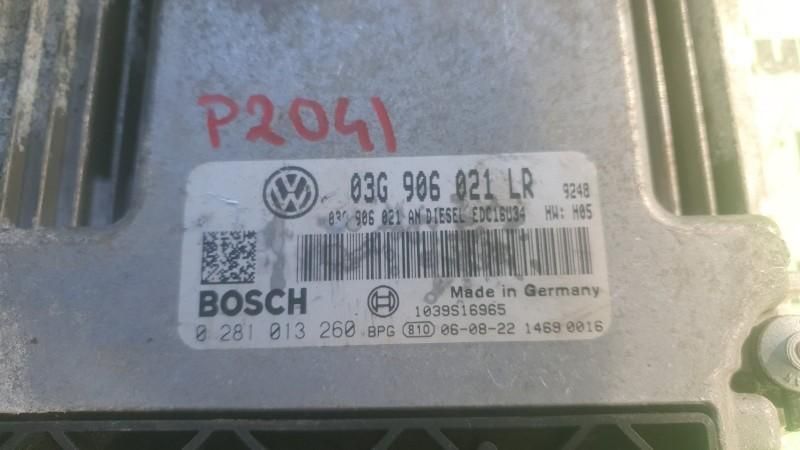 P2041
03G 906 021 LR 9248
03G 906 021 AN DIESEL EDC16U34 HW: H05
BOSCH Made in Germany
1039S16965
0 281 013 260 BPG 810 06-08-22 1469 0016